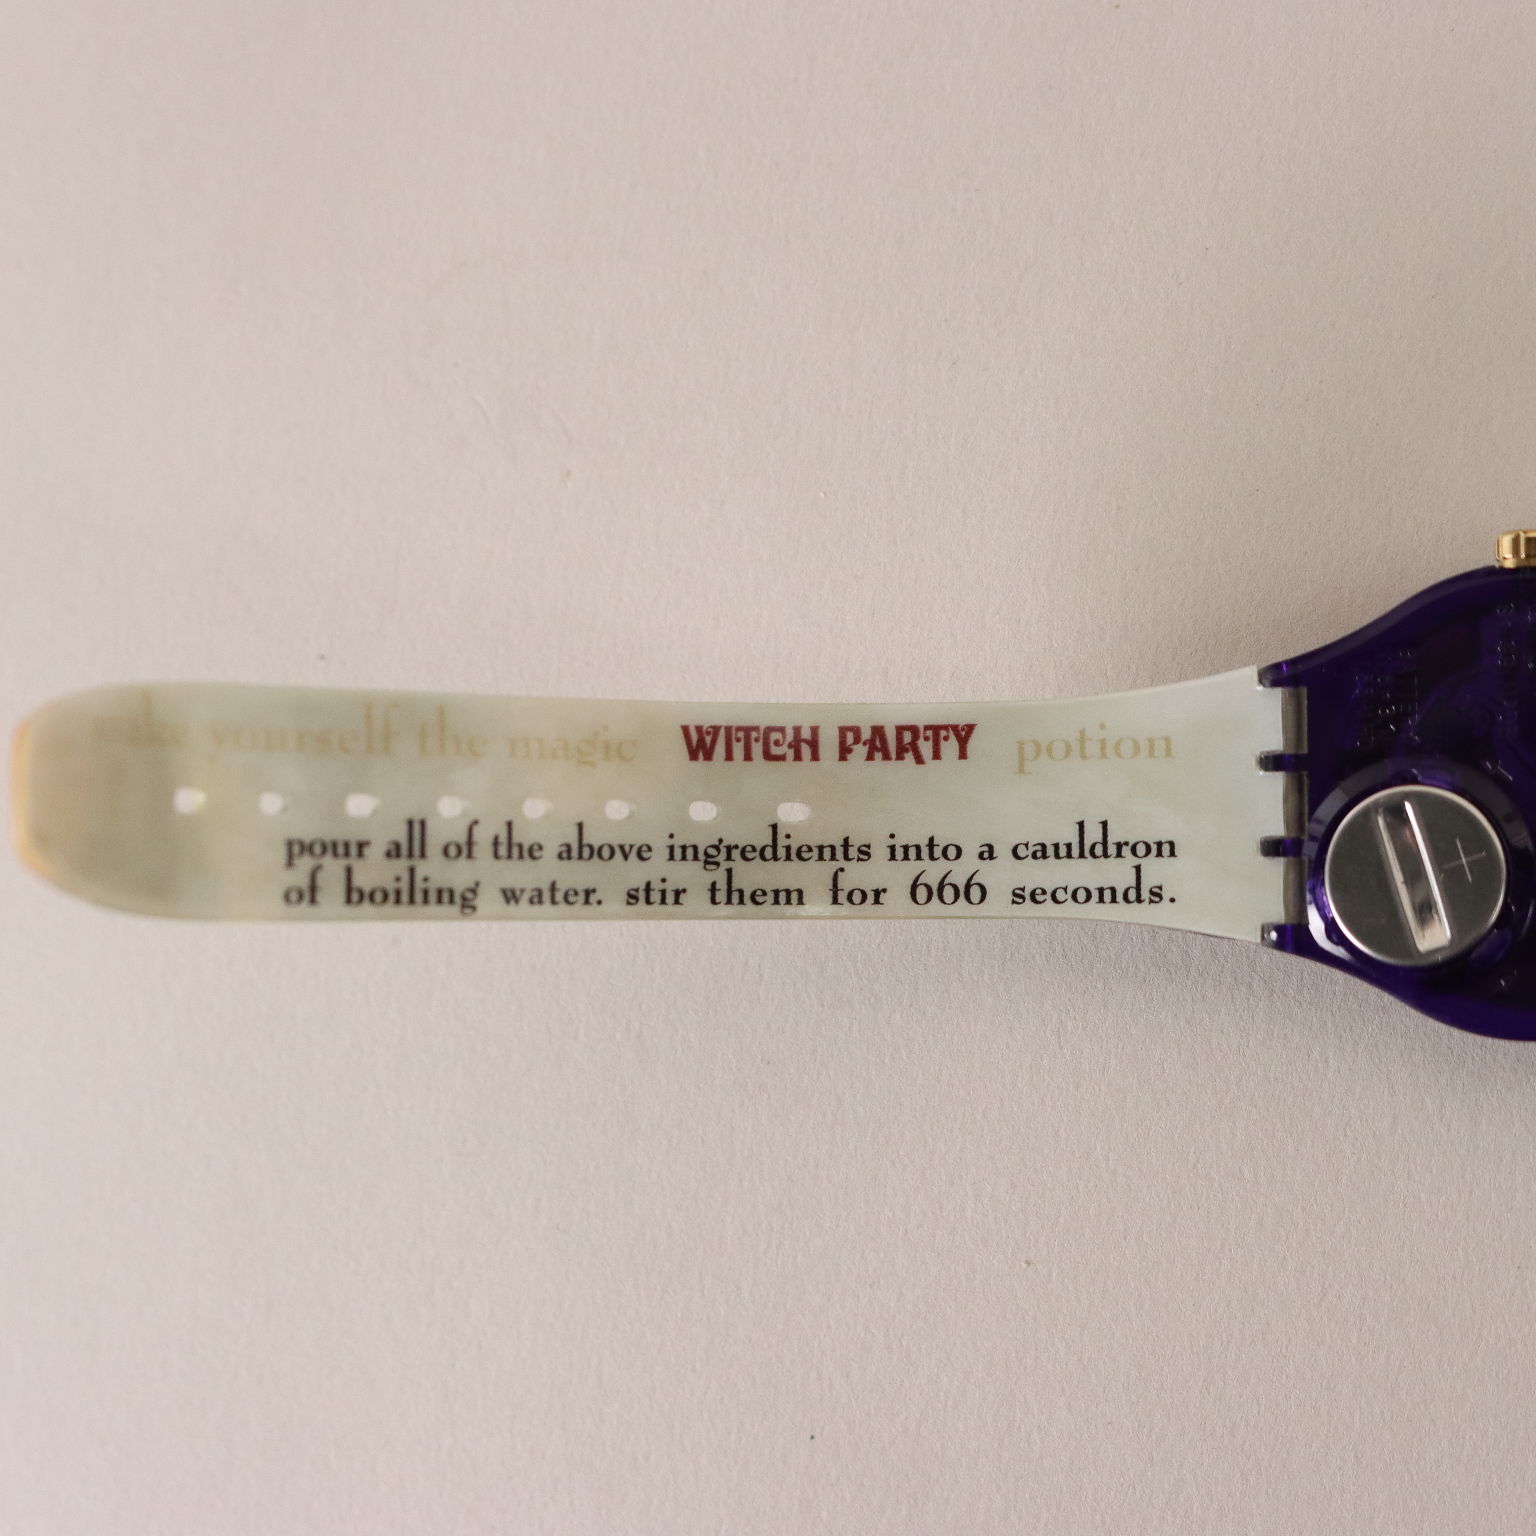 yourself the magic WITCH PARTY potion
pour all of the above ingredients into a cauldron
of boiling water. stir them for 666 seconds.